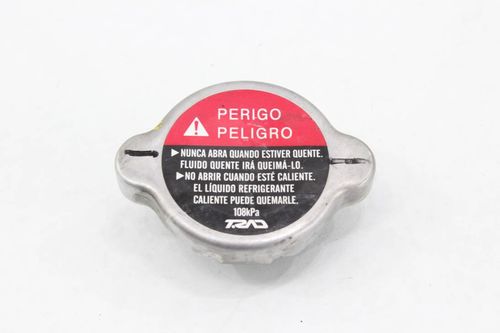 PERIGO
PELIGRO
▶NUNCA ABRA QUANDO ESTIVER QUENTE.
FLUIDO QUENTE IRÁ QUEIMÁ-LO.
▶NO ABRIR CUANDO ESTÉ CALIENTE.
EL LÍQUIDO REFRIGERANTE
CALIENTE PUEDE QUEMARLE.
108kPa
TRAD